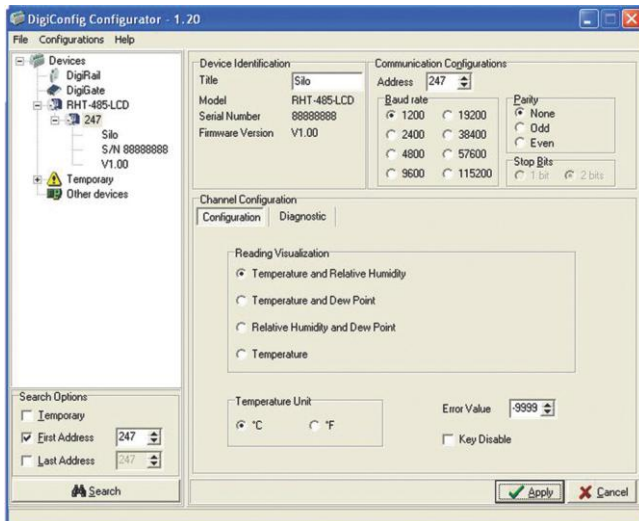 DigiConfig Configurator - 1.20
File Configurations Help
Devices
DigiRail
DigiGate
RHT-485-LCD
247
Silo
S/N 88888888
V1.00
Temporary
Other devices
Search Options
Temporary
First Address 247
Last Address 247
Search
Device Identification
Title Silo
Model RHT-485-LCD
Serial Number 88888888
Firmware Version V1.00
Communication Configurations
Address 247
Baud rate
1200 19200
2400 38400
4800 57600
9600 115200
Parity
None
Odd
Even
Stop Bits
1 bit 2 bits
Channel Configuration
Configuration Diagnostic
Reading Visualization
Temperature and Relative Humidity
Temperature and Dew Point
Relative Humidity and Dew Point
Temperature
Temperature Unit
°C °F
Error Value -9999
Key Disable
Apply Cancel